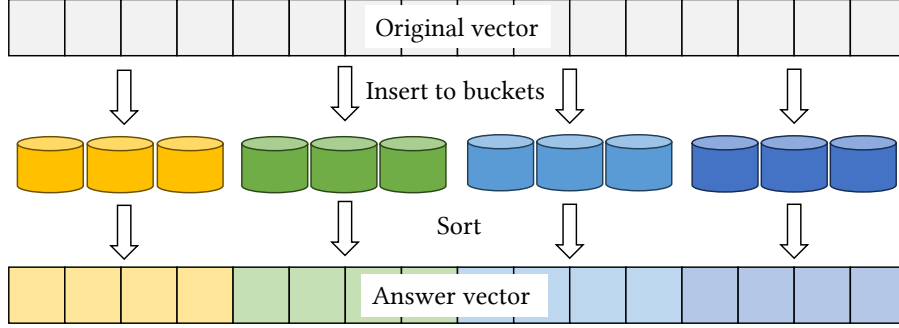 Original vector
Insert to buckets
Sort
Answer vector